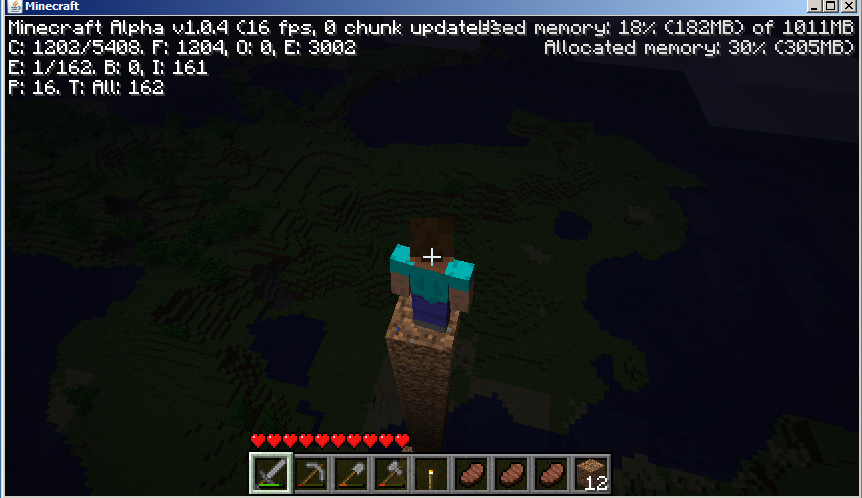 Minecraft
Minecraft Alpha v1.0.4 (16 fps, 0 chunk update
sed memory: 18% (182MB) of 1011MB
C: 1202/5408. F: 1204, O: 0, E: 3002
Allocated memory: 30% (305MB)
E: 1/162. B: 0, I: 161
P: 16. T: All: 162
12